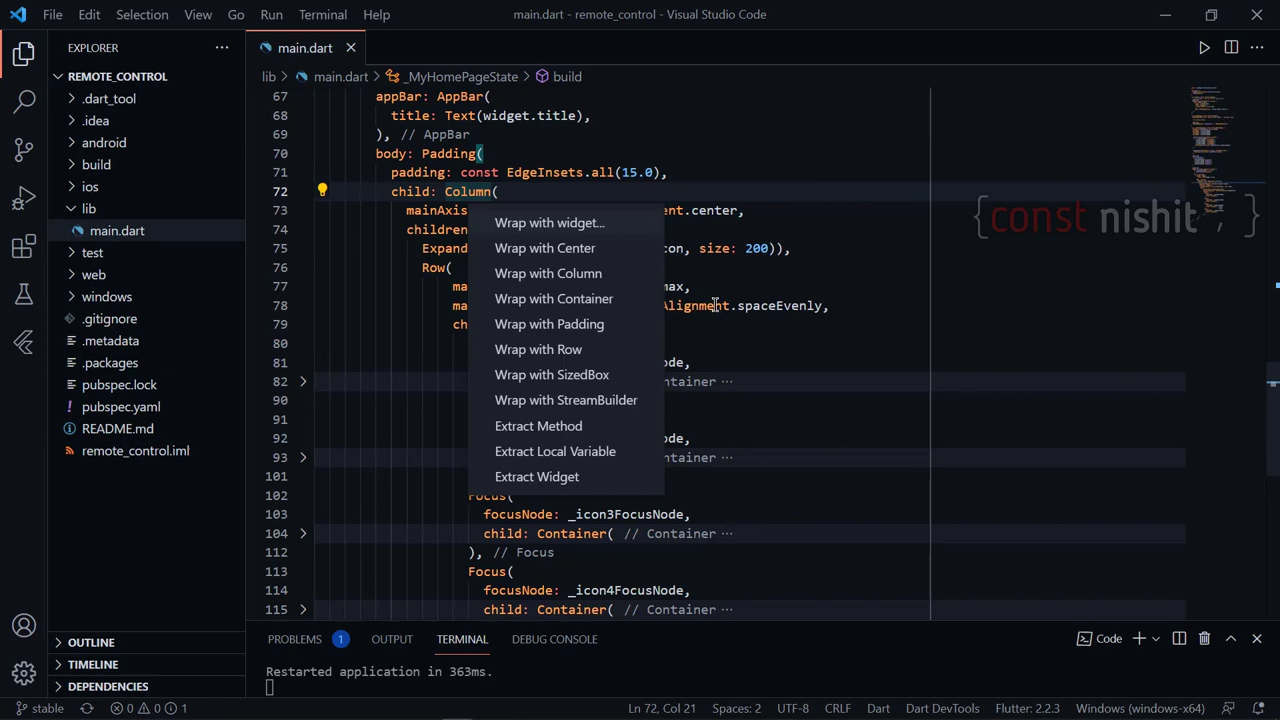 File Edit Selection View Go Run Terminal Help main.dart - remote_control - Visual Studio Code
EXPLORER ···
main.dart
REMOTE_CONTROL
.dart_tool
.idea
android
build
ios
lib
main.dart
test
web
windows
.gitignore
.metadata
.packages
pubspec.lock
pubspec.yaml
README.md
remote_control.iml
OUTLINE
TIMELINE
DEPENDENCIES
lib > main.dart > _MyHomePageState > build
67 appBar: AppBar(
68 title: Text(widget.title),
69 ), // AppBar
70 body: Padding(
71 padding: const EdgeInsets.all(15.0),
72 child: Column(
73 mainAxis ent.center,
74 children
75 Expand con, size: 200)),
76 Row(
77 ma max,
78 ma Alignment.spaceEvenly,
79 ch
80
81 ode,
82 ontainer ···
90
91
92 ode,
93 ontainer ···
101
102 Focus(
103 focusNode: _icon3FocusNode,
104 child: Container( // Container ···
112 ), // Focus
113 Focus(
114 focusNode: _icon4FocusNode,
115 child: Container( // Container ···
Wrap with widget...
Wrap with Center
Wrap with Column
Wrap with Container
Wrap with Padding
Wrap with Row
Wrap with SizedBox
Wrap with StreamBuilder
Extract Method
Extract Local Variable
Extract Widget
{const nishit }
PROBLEMS 1 OUTPUT TERMINAL DEBUG CONSOLE Code
Restarted application in 363ms.
stable 0 0 1 Ln 72, Col 21 Spaces: 2 UTF-8 CRLF Dart Dart DevTools Flutter: 2.2.3 Windows (windows-x64)